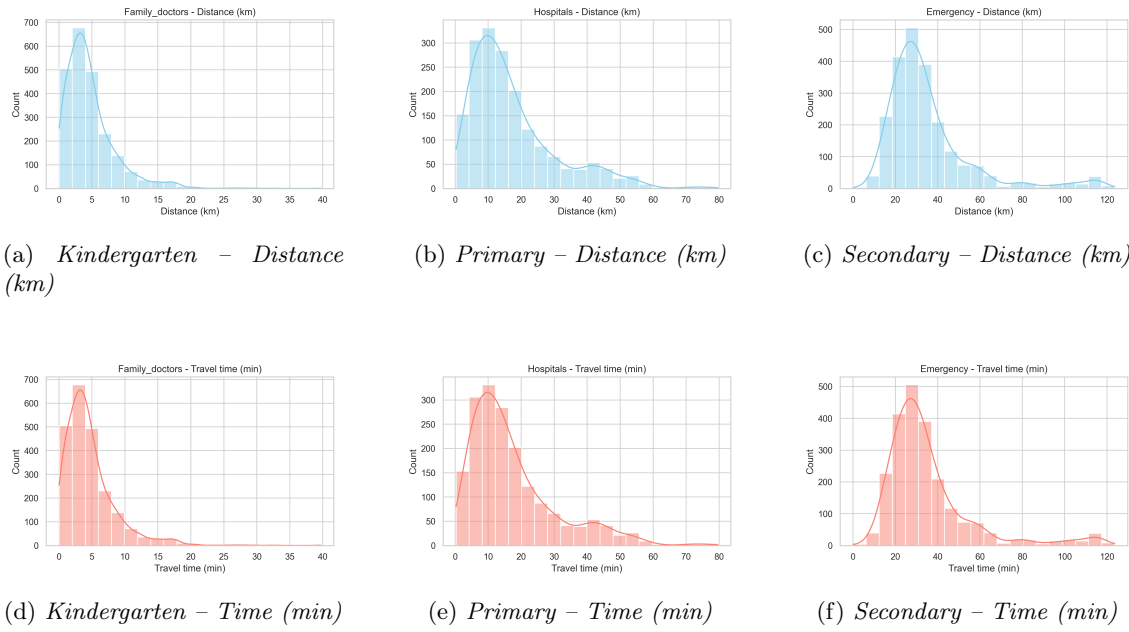 Family_doctors - Distance (km)
700
600
500
400
300
200
100
0
Count
0 5 10 15 20 25 30 35 40
Distance (km)
(a) Kindergarten – Distance
(km)
Hospitals - Distance (km)
300
250
200
150
100
50
0
Count
0 10 20 30 40 50 60 70 80
Distance (km)
(b) Primary – Distance (km)
Emergency - Distance (km)
500
400
300
200
100
0
Count
0 20 40 60 80 100 120
Distance (km)
(c) Secondary – Distance (km)
Family_doctors - Travel time (min)
700
600
500
400
300
200
100
0
Count
0 5 10 15 20 25 30 35 40
Travel time (min)
(d) Kindergarten – Time (min)
Hospitals - Travel time (min)
300
250
200
150
100
50
0
Count
0 10 20 30 40 50 60 70 80
Travel time (min)
(e) Primary – Time (min)
Emergency - Travel time (min)
500
400
300
200
100
0
Count
0 20 40 60 80 100 120
Travel time (min)
(f) Secondary – Time (min)